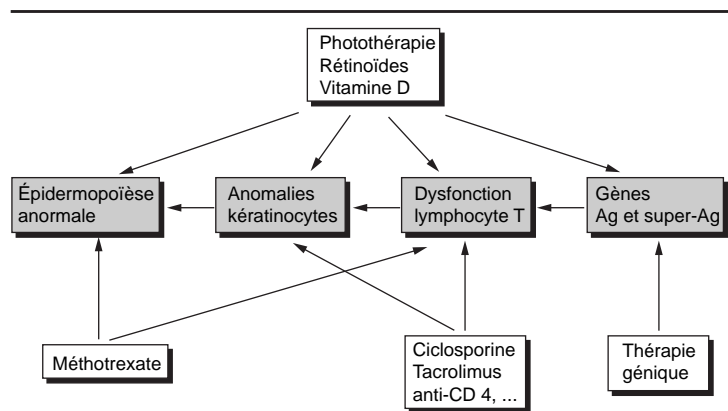 Photothérapie
Rétinoïdes
Vitamine D
Épidermopoïèse
anormale
Anomalies
kératinocytes
Dysfonction
lymphocyte T
Gènes
Ag et super-Ag
Méthotrexate
Ciclosporine
Tacrolimus
anti-CD 4, ...
Thérapie
génique